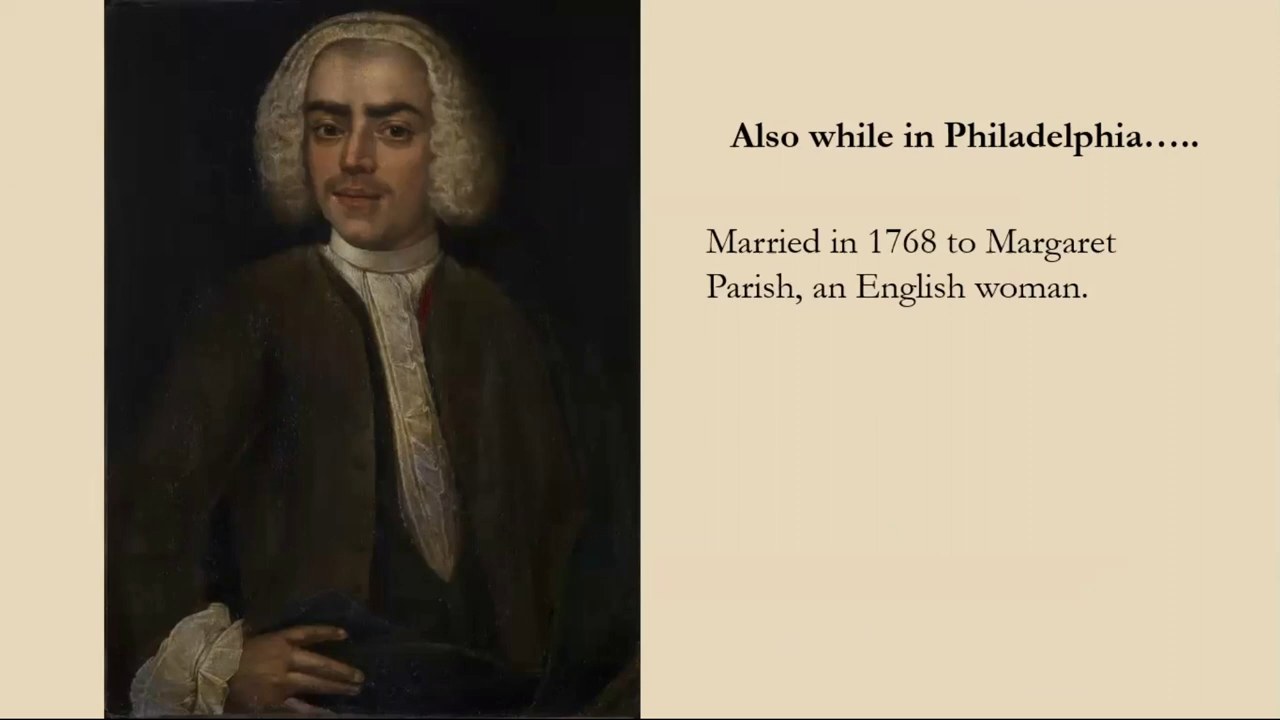 Also while in Philadelphia…..
Married in 1768 to Margaret
Parish, an English woman.